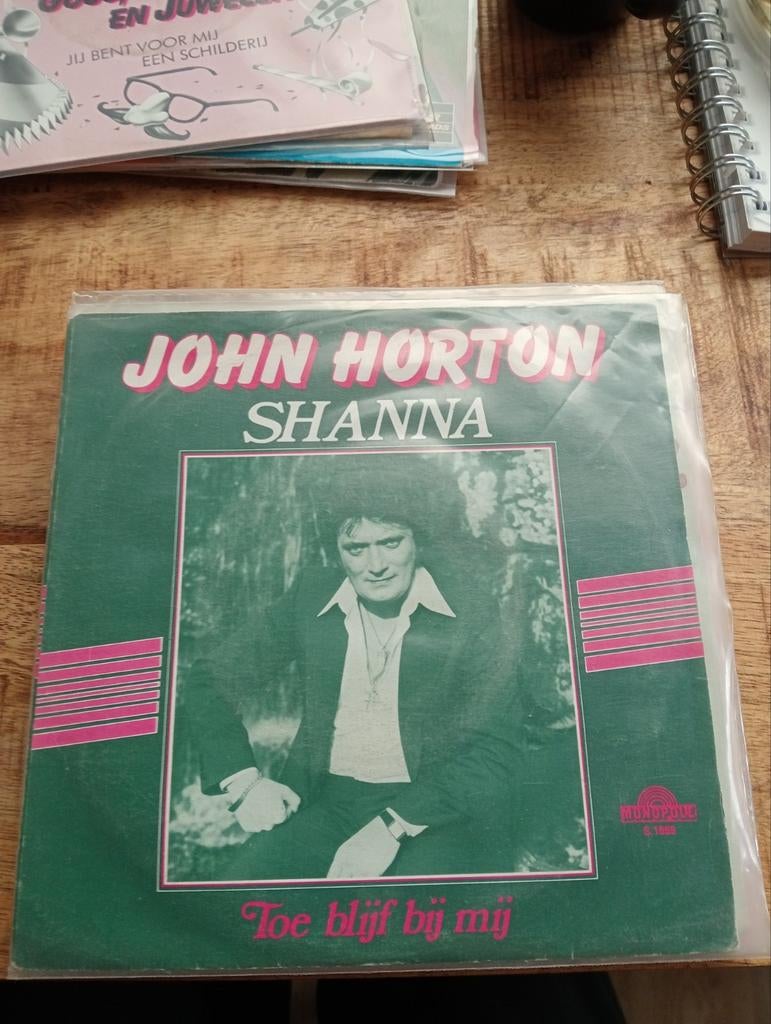 EN JUWELEN
JIJ BENT VOOR MIJ
EEN SCHILDERIJ
JOHN HORTON
SHANNA
MONOPOLE
Toe blijf bij mij